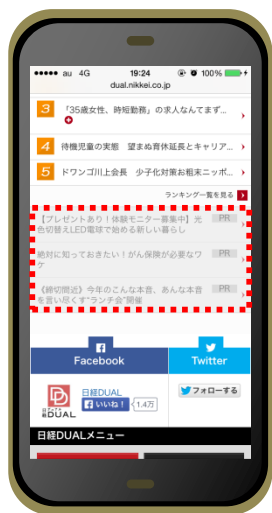 ●●●●● au 4G 19:24 100%
dual.nikkei.co.jp
3 「35歳女性、時短勤務」の求人なんてまず...
4 待機児童の実態 望まぬ育休延長とキャリア...
5 ドワンゴ川上会長 少子化対策お粗末ニッポ...
ランキング一覧を見る
【プレゼントあり！体験モニター募集中】光 PR
色切替えLED電球で始める新しい暮らし
絶対に知っておきたい！がん保険が必要なワ PR
ケ
《締切間近》今年のこんな本音、あんな本音 PR
を言い尽くす"ランチ会"開催
Facebook Twitter
日経DUAL
いいね！ 1.4万
フォローする
日経DUAL
日経DUALメニュー